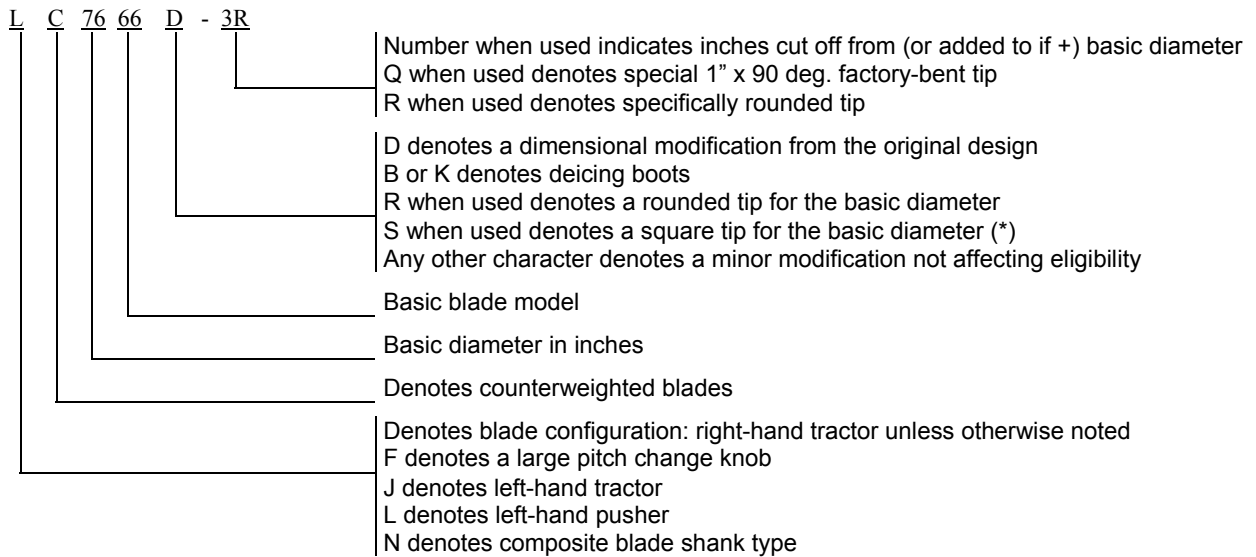 L C 76 66 D - 3R
Number when used indicates inches cut off from (or added to if +) basic diameter
Q when used denotes special 1” x 90 deg. factory-bent tip
R when used denotes specifically rounded tip
D denotes a dimensional modification from the original design
B or K denotes deicing boots
R when used denotes a rounded tip for the basic diameter
S when used denotes a square tip for the basic diameter (*)
Any other character denotes a minor modification not affecting eligibility
Basic blade model
Basic diameter in inches
Denotes counterweighted blades
Denotes blade configuration: right-hand tractor unless otherwise noted
F denotes a large pitch change knob
J denotes left-hand tractor
L denotes left-hand pusher
N denotes composite blade shank type